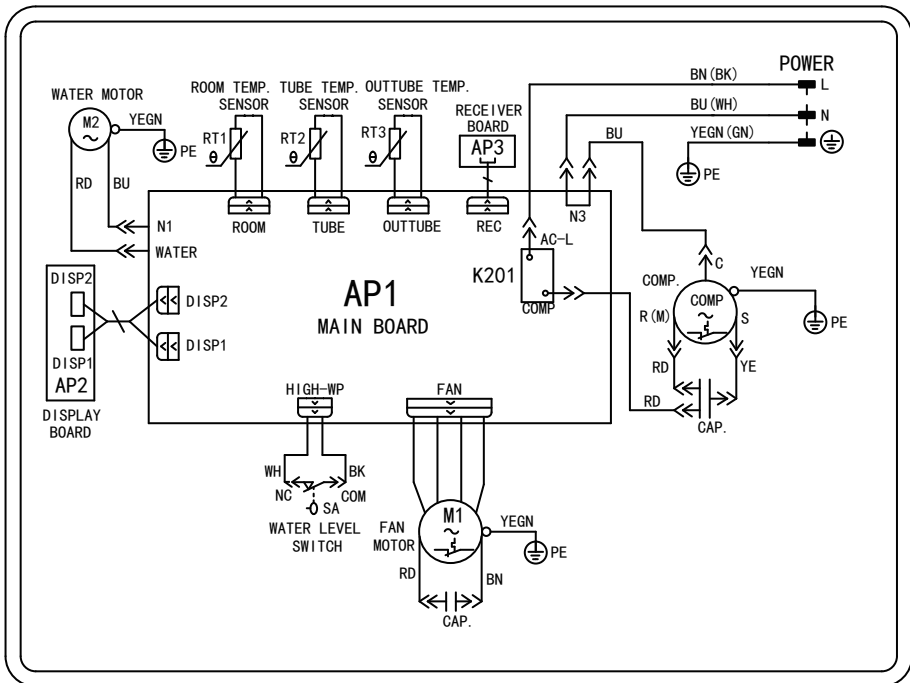 POWER
BN(BK)
L
BU(WH)
N
YEGN(GN)
PE
BU
ROOM TEMP.
SENSOR
TUBE TEMP.
SENSOR
OUTTUBE TEMP.
SENSOR
RT1
θ
RT2
θ
RT3
θ
RECEIVER
BOARD
AP3
WATER MOTOR
M2
~
YEGN
PE
RD
BU
N1
WATER
ROOM
TUBE
OUTTUBE
REC
N3
AC-L
K201
COMP
AP1
MAIN BOARD
DISP2
DISP1
AP2
DISPLAY
BOARD
DISP2
DISP1
C
COMP.
COMP
~
YEGN
PE
R(M)
S
RD
YE
RD
CAP.
HIGH-WP
FAN
WH
BK
NC
COM
SA
WATER LEVEL
SWITCH
FAN
MOTOR
M1
~
YEGN
PE
RD
BN
CAP.